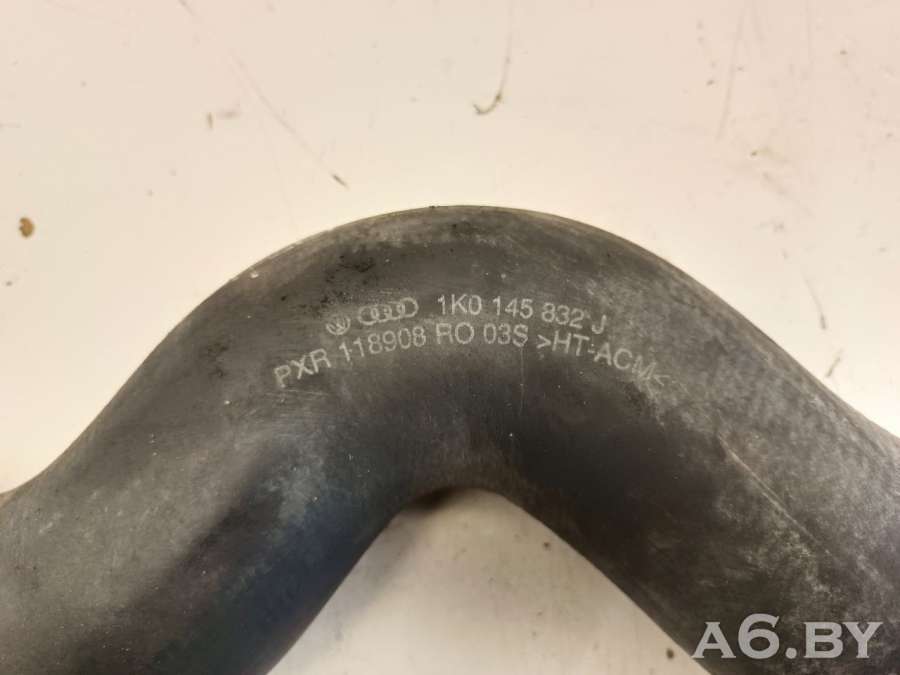 1K0 145 832 J
PXR 118908 RO 03S >HT-ACM<
A6.BY